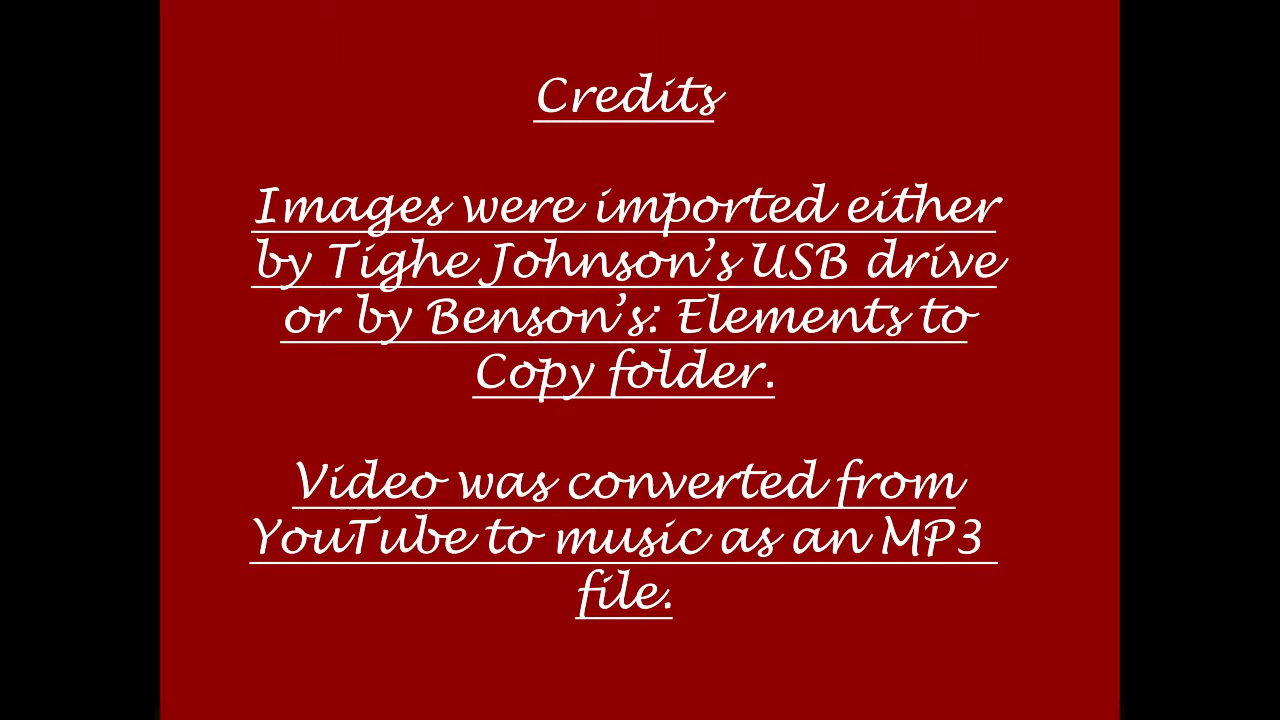 Credits
Images were imported either
by Tighe Johnson’s USB drive
or by Benson’s: Elements to
Copy folder.
Video was converted from
YouTube to music as an MP3
file.